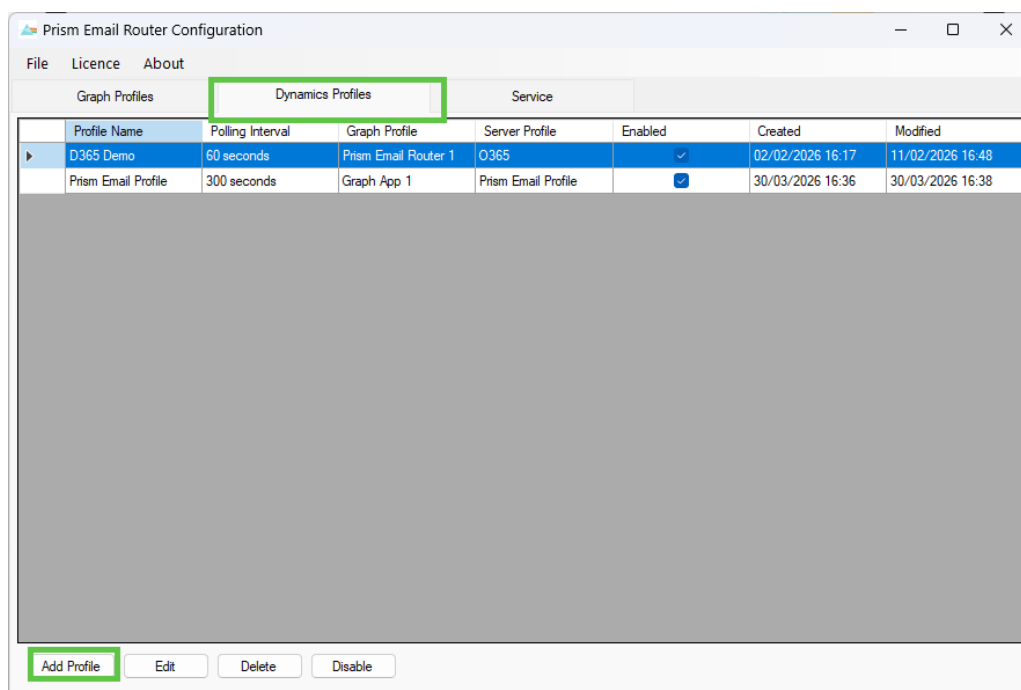 Prism Email Router Configuration
File Licence About
Graph Profiles Dynamics Profiles Service
Profile Name Polling Interval Graph Profile Server Profile Enabled Created Modified
D365 Demo 60 seconds Prism Email Router 1 O365 02/02/2026 16:17 11/02/2026 16:48
Prism Email Profile 300 seconds Graph App 1 Prism Email Profile 30/03/2026 16:36 30/03/2026 16:38
Add Profile Edit Delete Disable